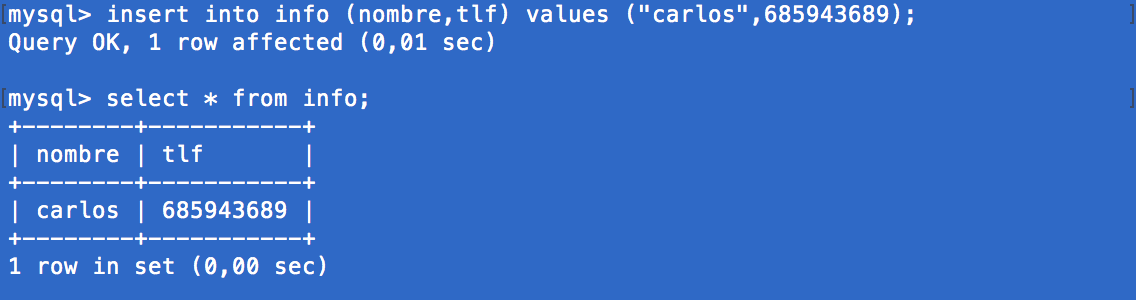 [mysql> insert into info (nombre,tlf) values ("carlos",685943689); ]
Query OK, 1 row affected (0,01 sec)
[mysql> select * from info; ]
+--------+-----------+
| nombre | tlf       |
+--------+-----------+
| carlos | 685943689 |
+--------+-----------+
1 row in set (0,00 sec)